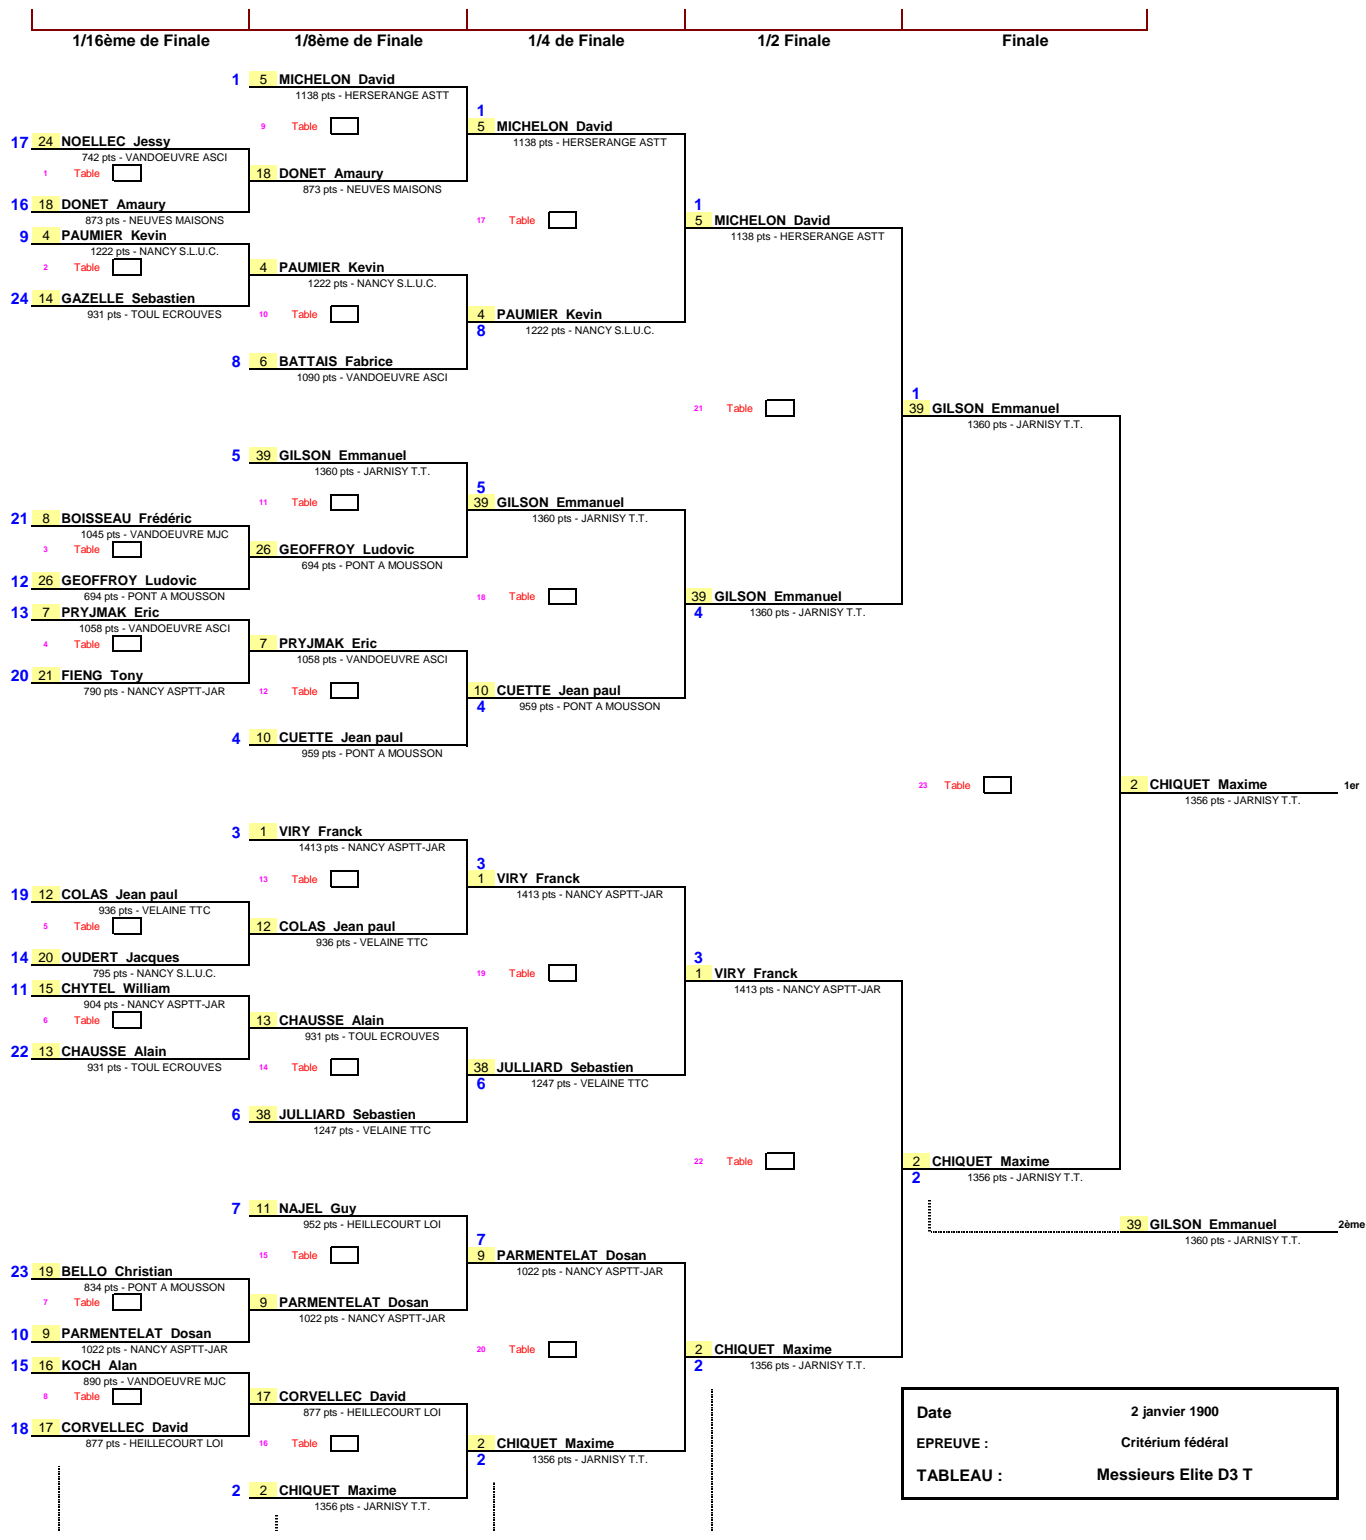 1/16ème de Finale 1/8ème de Finale 1/4 de Finale 1/2 Finale Finale
1 5 MICHELON David
1138 pts - HERSERANGE ASTT
1
9 Table 5 MICHELON David
17 24 NOELLEC Jessy 1138 pts - HERSERANGE ASTT
742 pts - VANDOEUVRE ASCI
1 Table 18 DONET Amaury
873 pts - NEUVES MAISONS
16 18 DONET Amaury 1
873 pts - NEUVES MAISONS 17 Table 5 MICHELON David
9 4 PAUMIER Kevin 1138 pts - HERSERANGE ASTT
1222 pts - NANCY S.L.U.C.
2 Table 4 PAUMIER Kevin
1222 pts - NANCY S.L.U.C.
24 14 GAZELLE Sebastien
931 pts - TOUL ECROUVES 10 Table 4 PAUMIER Kevin
8 1222 pts - NANCY S.L.U.C.
8 6 BATTAIS Fabrice
1090 pts - VANDOEUVRE ASCI
1
21 Table 39 GILSON Emmanuel
1360 pts - JARNISY T.T.
5 39 GILSON Emmanuel
1360 pts - JARNISY T.T.
5
11 Table 39 GILSON Emmanuel
21 8 BOISSEAU Frédéric 1360 pts - JARNISY T.T.
1045 pts - VANDOEUVRE MJC
3 Table 26 GEOFFROY Ludovic
694 pts - PONT A MOUSSON
12 26 GEOFFROY Ludovic
694 pts - PONT A MOUSSON 18 Table 39 GILSON Emmanuel
13 7 PRYJMAK Eric 4 1360 pts - JARNISY T.T.
1058 pts - VANDOEUVRE ASCI
4 Table 7 PRYJMAK Eric
1058 pts - VANDOEUVRE ASCI
20 21 FIENG Tony
790 pts - NANCY ASPTT-JAR 12 Table 10 CUETTE Jean paul
4 959 pts - PONT A MOUSSON
4 10 CUETTE Jean paul
959 pts - PONT A MOUSSON
23 Table 2 CHIQUET Maxime 1er
1356 pts - JARNISY T.T.
3 1 VIRY Franck
1413 pts - NANCY ASPTT-JAR
3
13 Table 1 VIRY Franck
19 12 COLAS Jean paul 1413 pts - NANCY ASPTT-JAR
936 pts - VELAINE TTC
5 Table 12 COLAS Jean paul
936 pts - VELAINE TTC
14 20 OUDERT Jacques 3
795 pts - NANCY S.L.U.C. 19 Table 1 VIRY Franck
11 15 CHYTEL William 1413 pts - NANCY ASPTT-JAR
904 pts - NANCY ASPTT-JAR
6 Table 13 CHAUSSE Alain
931 pts - TOUL ECROUVES
22 13 CHAUSSE Alain
931 pts - TOUL ECROUVES 14 Table 38 JULLIARD Sebastien
6 1247 pts - VELAINE TTC
6 38 JULLIARD Sebastien
1247 pts - VELAINE TTC
22 Table 2 CHIQUET Maxime
2 1356 pts - JARNISY T.T.
7 11 NAJEL Guy
952 pts - HEILLECOURT LOI 39 GILSON Emmanuel 2ème
7 1360 pts - JARNISY T.T.
15 Table 9 PARMENTELAT Dosan
23 19 BELLO Christian 1022 pts - NANCY ASPTT-JAR
834 pts - PONT A MOUSSON
7 Table 9 PARMENTELAT Dosan
1022 pts - NANCY ASPTT-JAR
10 9 PARMENTELAT Dosan
1022 pts - NANCY ASPTT-JAR 20 Table 2 CHIQUET Maxime
15 16 KOCH Alan 2 1356 pts - JARNISY T.T.
890 pts - VANDOEUVRE MJC
8 Table 17 CORVELLEC David
877 pts - HEILLECOURT LOI
18 17 CORVELLEC David
877 pts - HEILLECOURT LOI 16 Table 2 CHIQUET Maxime
2 1356 pts - JARNISY T.T.
2 2 CHIQUET Maxime
1356 pts - JARNISY T.T.
Date 2 janvier 1900
EPREUVE : Critérium fédéral
TABLEAU : Messieurs Elite D3 T